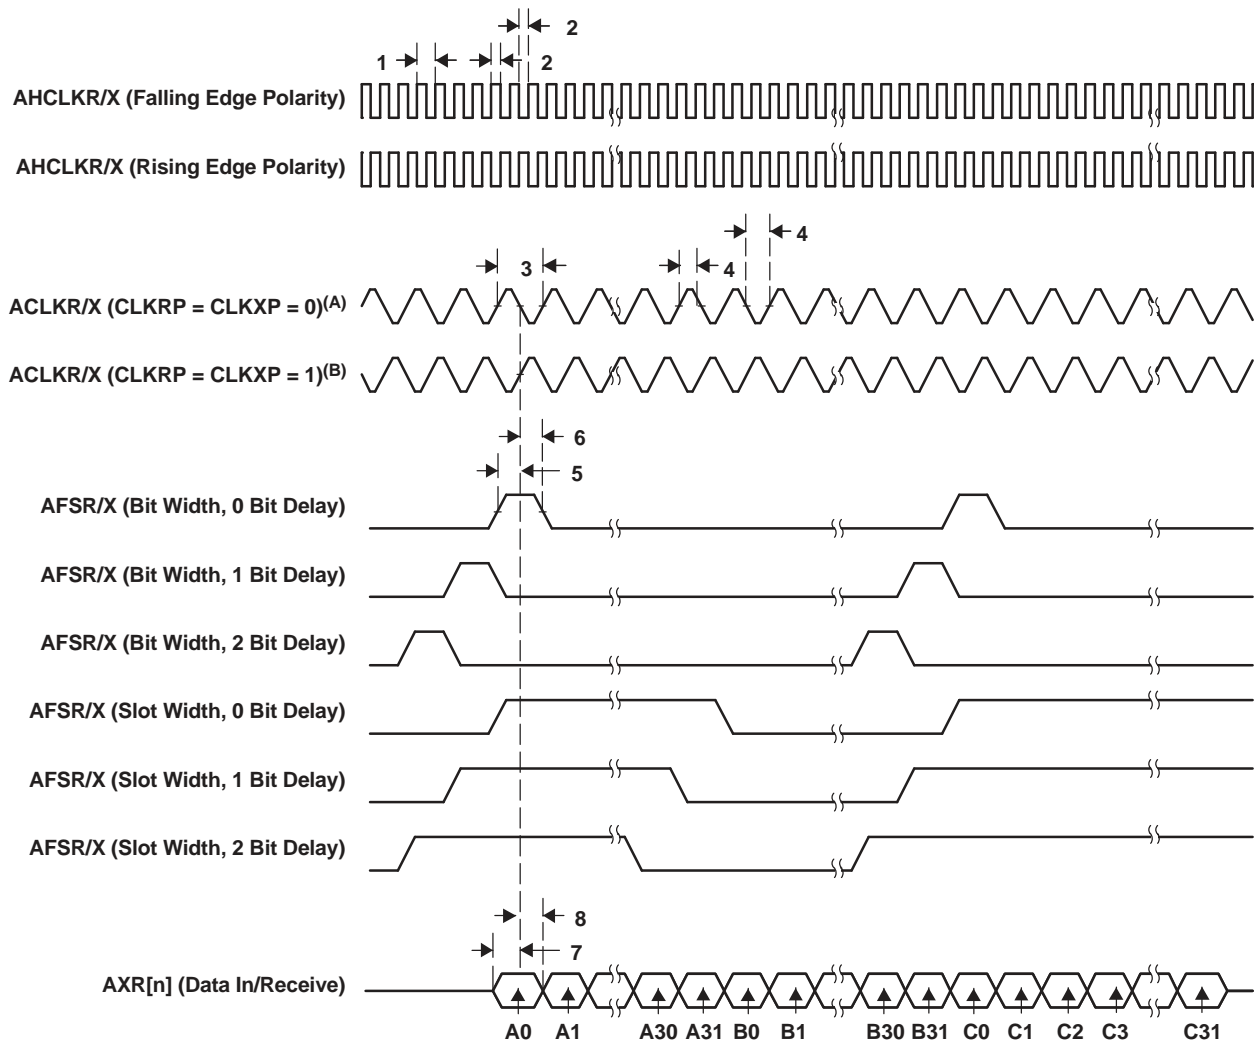 2
1 2
AHCLKR/X (Falling Edge Polarity)
AHCLKR/X (Rising Edge Polarity)
4
3 4
ACLKR/X (CLKRP = CLKXP = 0)(A)
ACLKR/X (CLKRP = CLKXP = 1)(B)
6
5
AFSR/X (Bit Width, 0 Bit Delay)
AFSR/X (Bit Width, 1 Bit Delay)
AFSR/X (Bit Width, 2 Bit Delay)
AFSR/X (Slot Width, 0 Bit Delay)
AFSR/X (Slot Width, 1 Bit Delay)
AFSR/X (Slot Width, 2 Bit Delay)
8
7
AXR[n] (Data In/Receive)
A0 A1 A30 A31 B0 B1 B30 B31 C0 C1 C2 C3 C31